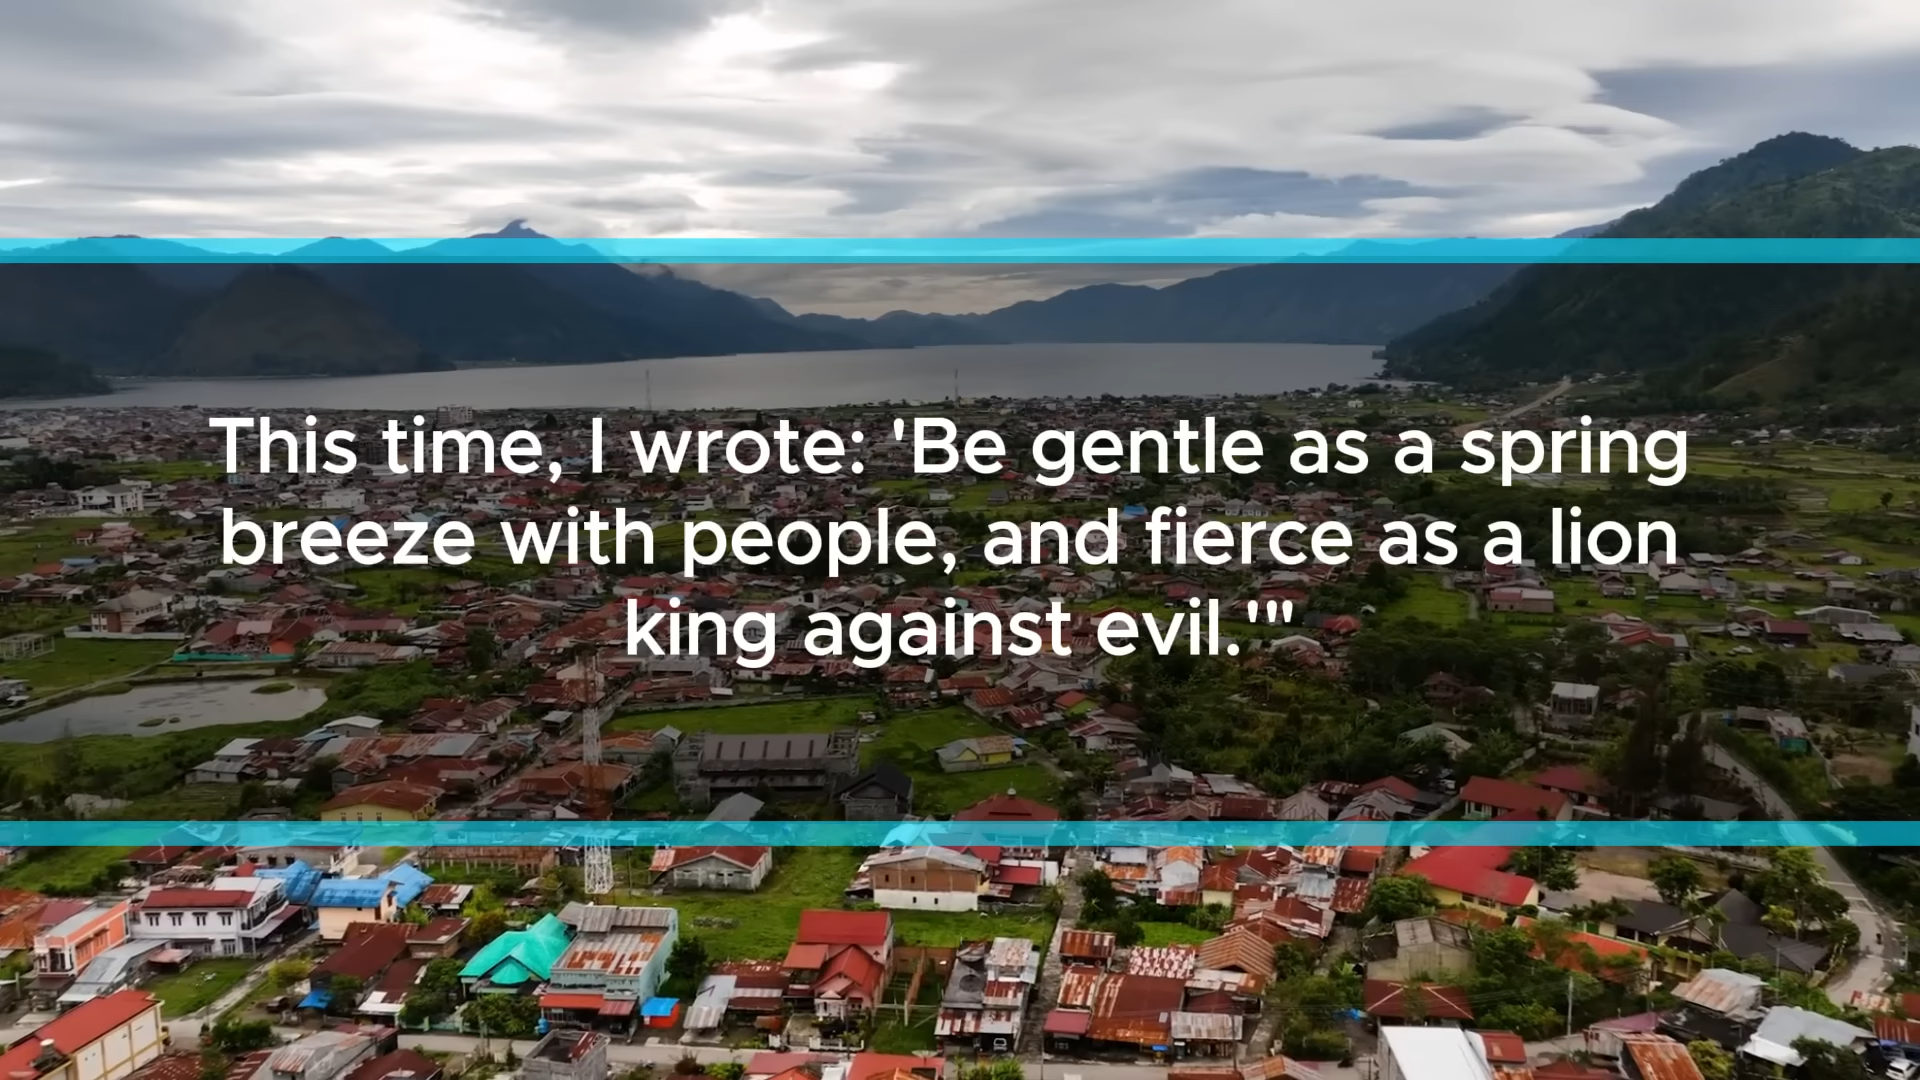 This time, I wrote: 'Be gentle as a spring
breeze with people, and fierce as a lion
king against evil.'"